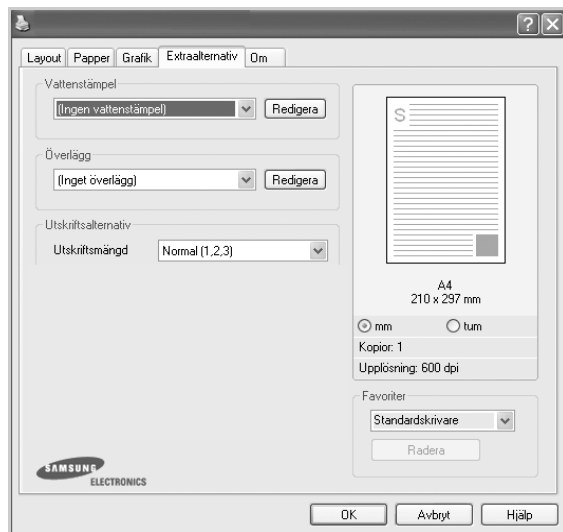 Layout Papper Grafik Extraalternativ Om
Vattenstämpel
(Ingen vattenstämpel) Redigera
Överlägg
(Inget överlägg) Redigera
Utskriftsalternativ
Utskriftsmängd Normal (1,2,3)
S
A4
210 x 297 mm
mm tum
Kopior: 1
Upplösning: 600 dpi
Favoriter
Standardskrivare
Radera
SAMSUNG
ELECTRONICS
OK Avbryt Hjälp